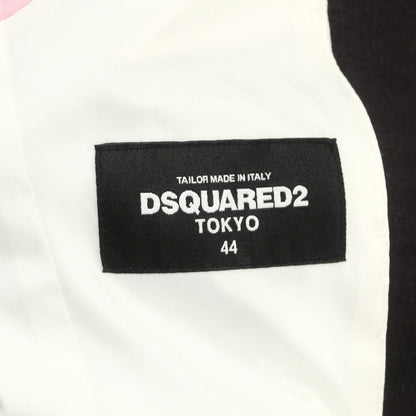 TAILOR MADE IN ITALY
DSQUARED2
TOKYO
44